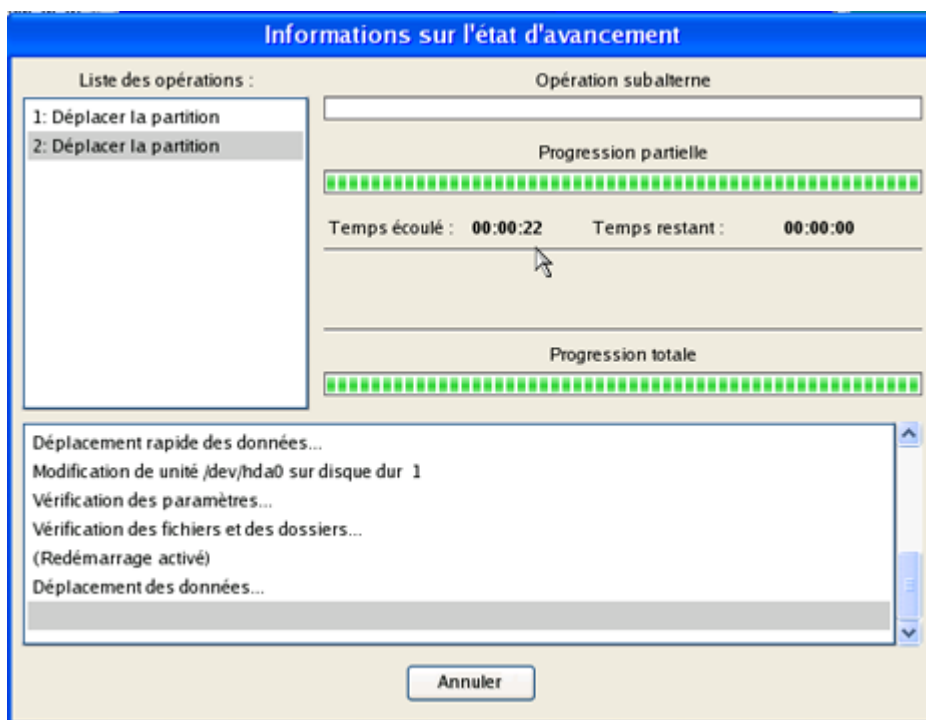 Informations sur l'état d'avancement
Liste des opérations :
1: Déplacer la partition
2: Déplacer la partition
Opération subalterne
Progression partielle
Temps écoulé : 00:00:22 Temps restant : 00:00:00
Progression totale
Déplacement rapide des données...
Modification de unité /dev/hda0 sur disque dur 1
Vérification des paramètres...
Vérification des fichiers et des dossiers...
(Redémarrage activé)
Déplacement des données...
Annuler